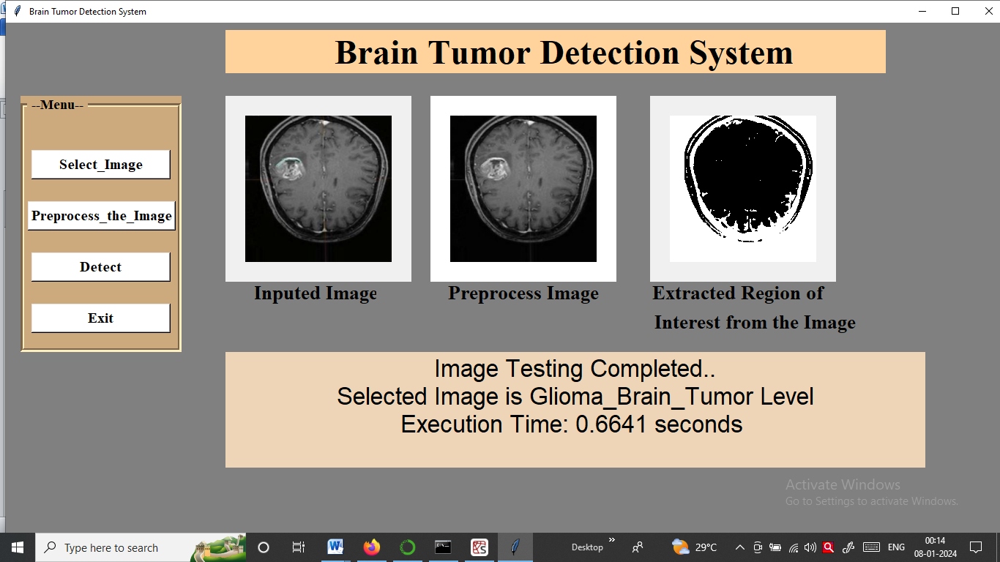 Brain Tumor Detection System
Brain Tumor Detection System
--Menu--
Select_Image
Preprocess_the_Image
Detect
Exit
Inputed Image
Preprocess Image
Extracted Region of
Interest from the Image
Image Testing Completed..
Selected Image is Glioma_Brain_Tumor Level
Execution Time: 0.6641 seconds
Activate Windows
Go to Settings to activate Windows.
Type here to search
Desktop
29°C
ENG
00:14
08-01-2024